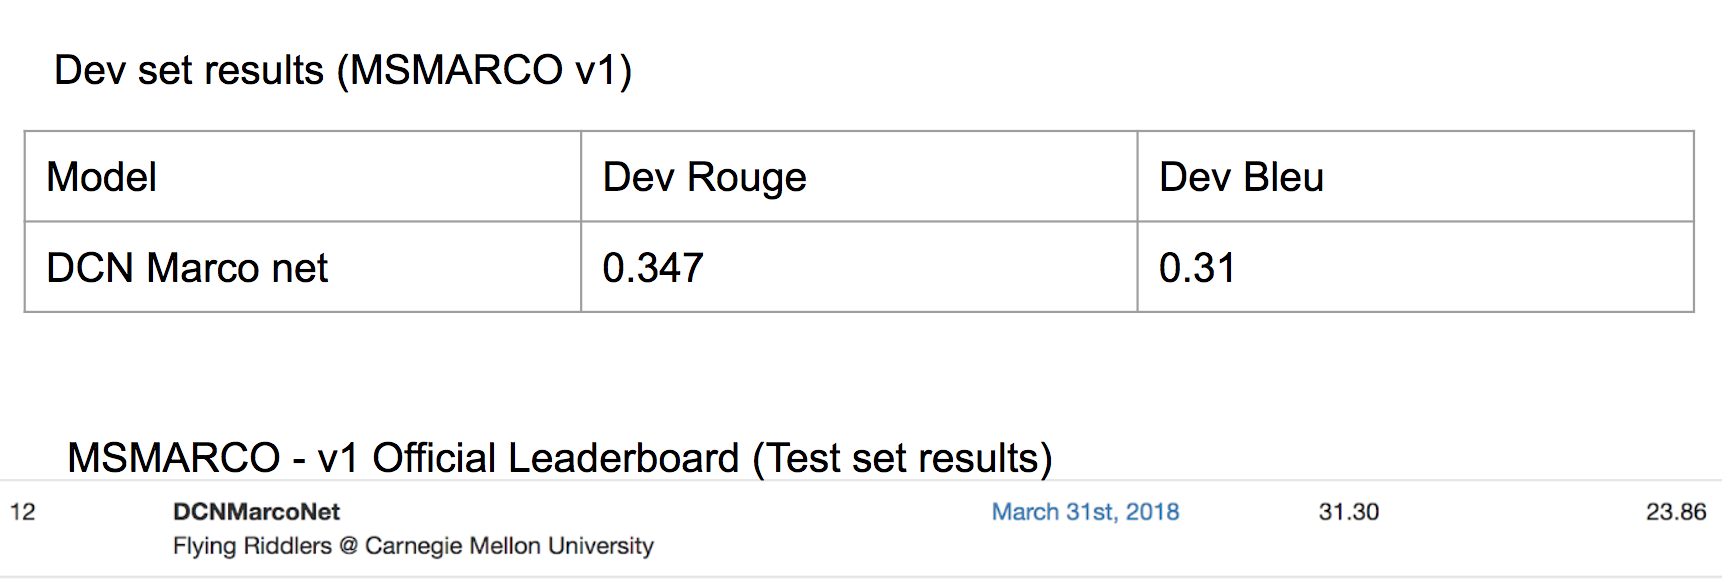 Dev set results (MSMARCO v1)
Model Dev Rouge Dev Bleu
DCN Marco net 0.347 0.31
MSMARCO - v1 Official Leaderboard (Test set results)
12 DCNMarcoNet March 31st, 2018 31.30 23.86
Flying Riddlers @ Carnegie Mellon University